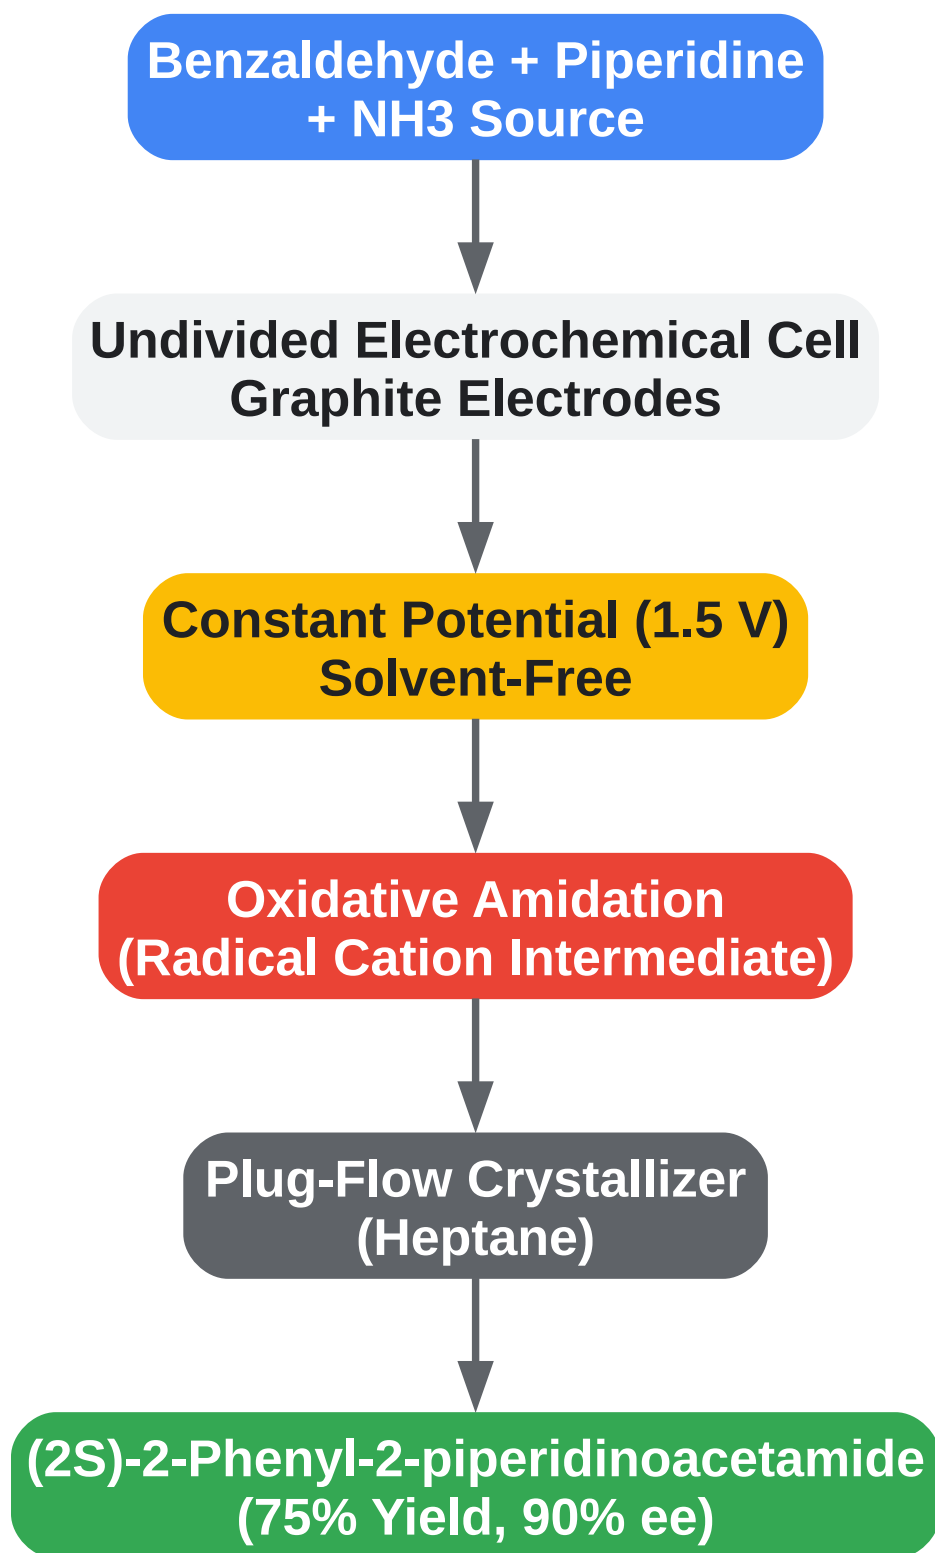 Benzaldehyde + Piperidine
+ NH3 Source
Undivided Electrochemical Cell
Graphite Electrodes
Constant Potential (1.5 V)
Solvent-Free
Oxidative Amidation
(Radical Cation Intermediate)
Plug-Flow Crystallizer
(Heptane)
(2S)-2-Phenyl-2-piperidinoacetamide
(75% Yield, 90% ee)